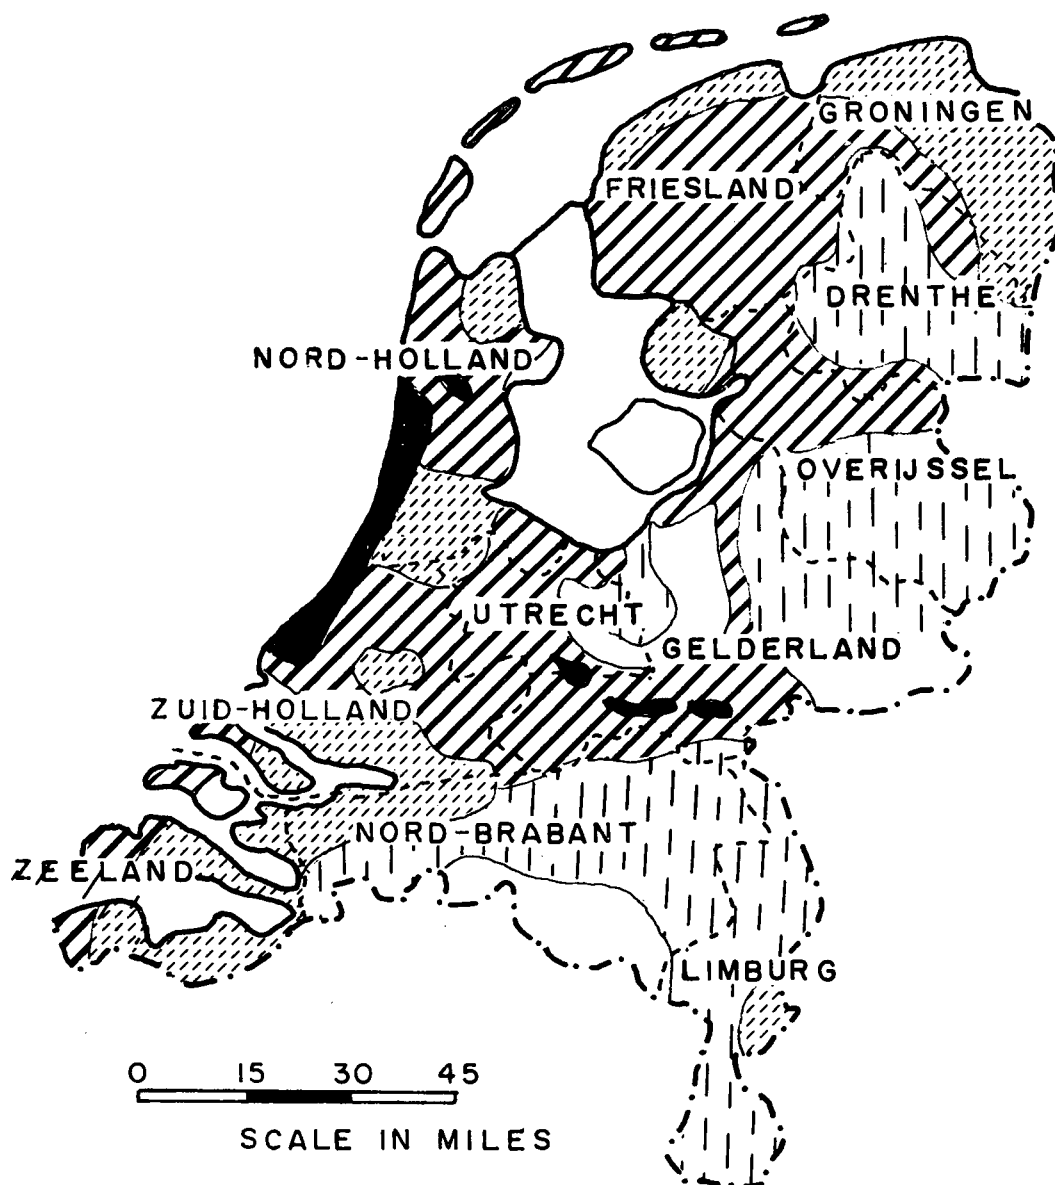 GRONINGEN
FRIESLAND
DRENTHE
NORD-HOLLAND
OVERIJSSEL
UTRECHT
GELDERLAND
ZUID-HOLLAND
NORD-BRABANT
ZEELAND
LIMBURG
0 15 30 45
SCALE IN MILES